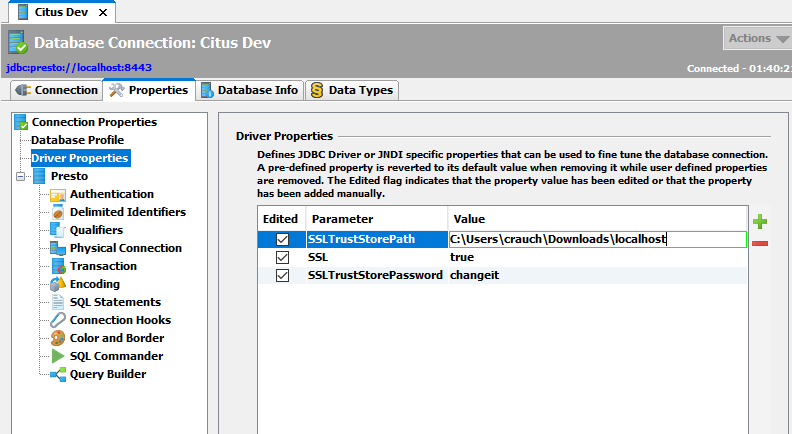 Citus Dev
Database Connection: Citus Dev
Actions
jdbc:presto://localhost:8443
Connected - 01:40:21
Connection
Properties
Database Info
Data Types
Connection Properties
Database Profile
Driver Properties
Presto
Authentication
Delimited Identifiers
Qualifiers
Physical Connection
Transaction
Encoding
SQL Statements
Connection Hooks
Color and Border
SQL Commander
Query Builder
Driver Properties
Defines JDBC Driver or JNDI specific properties that can be used to fine tune the database connection.
A pre-defined property is reverted to its default value when removing it while user defined properties
are removed. The Edited flag indicates that the property value has been edited or that the property
has been added manually.
Edited Parameter Value
SSLTrustStorePath C:\Users\crauch\Downloads\localhost
SSL true
SSLTrustStorePassword changeit